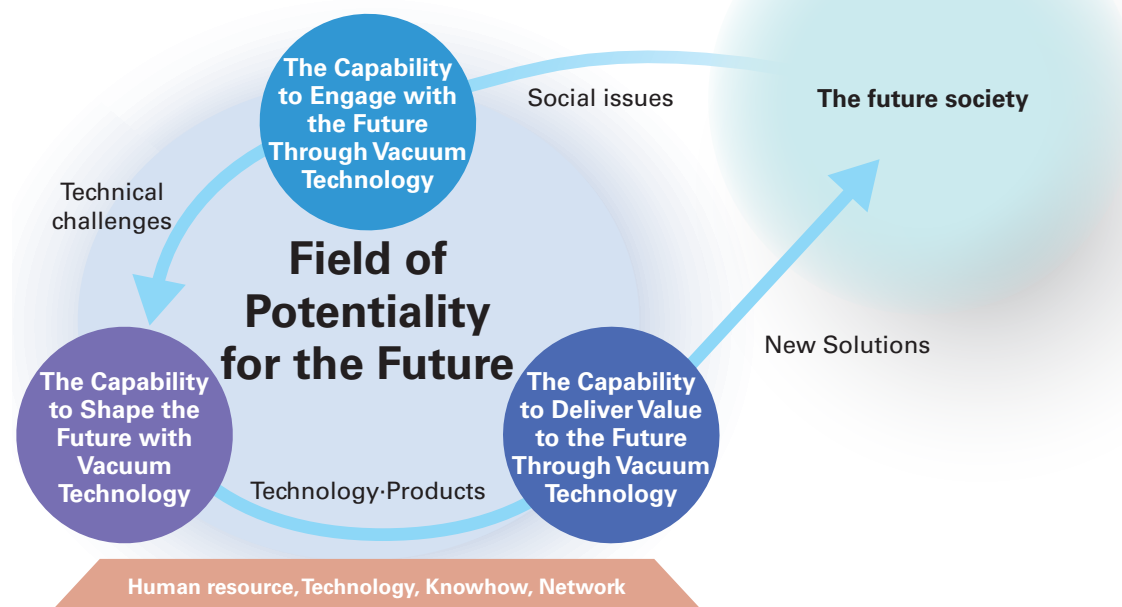 The Capability
to Engage with
the Future
Through Vacuum
Technology
Social issues
The future society
Technical
challenges
Field of
Potentiality
for the Future
New Solutions
The Capability
to Shape the
Future with
Vacuum
Technology
The Capability
to Deliver Value
to the Future
Through Vacuum
Technology
Technology·Products
Human resource, Technology, Knowhow, Network